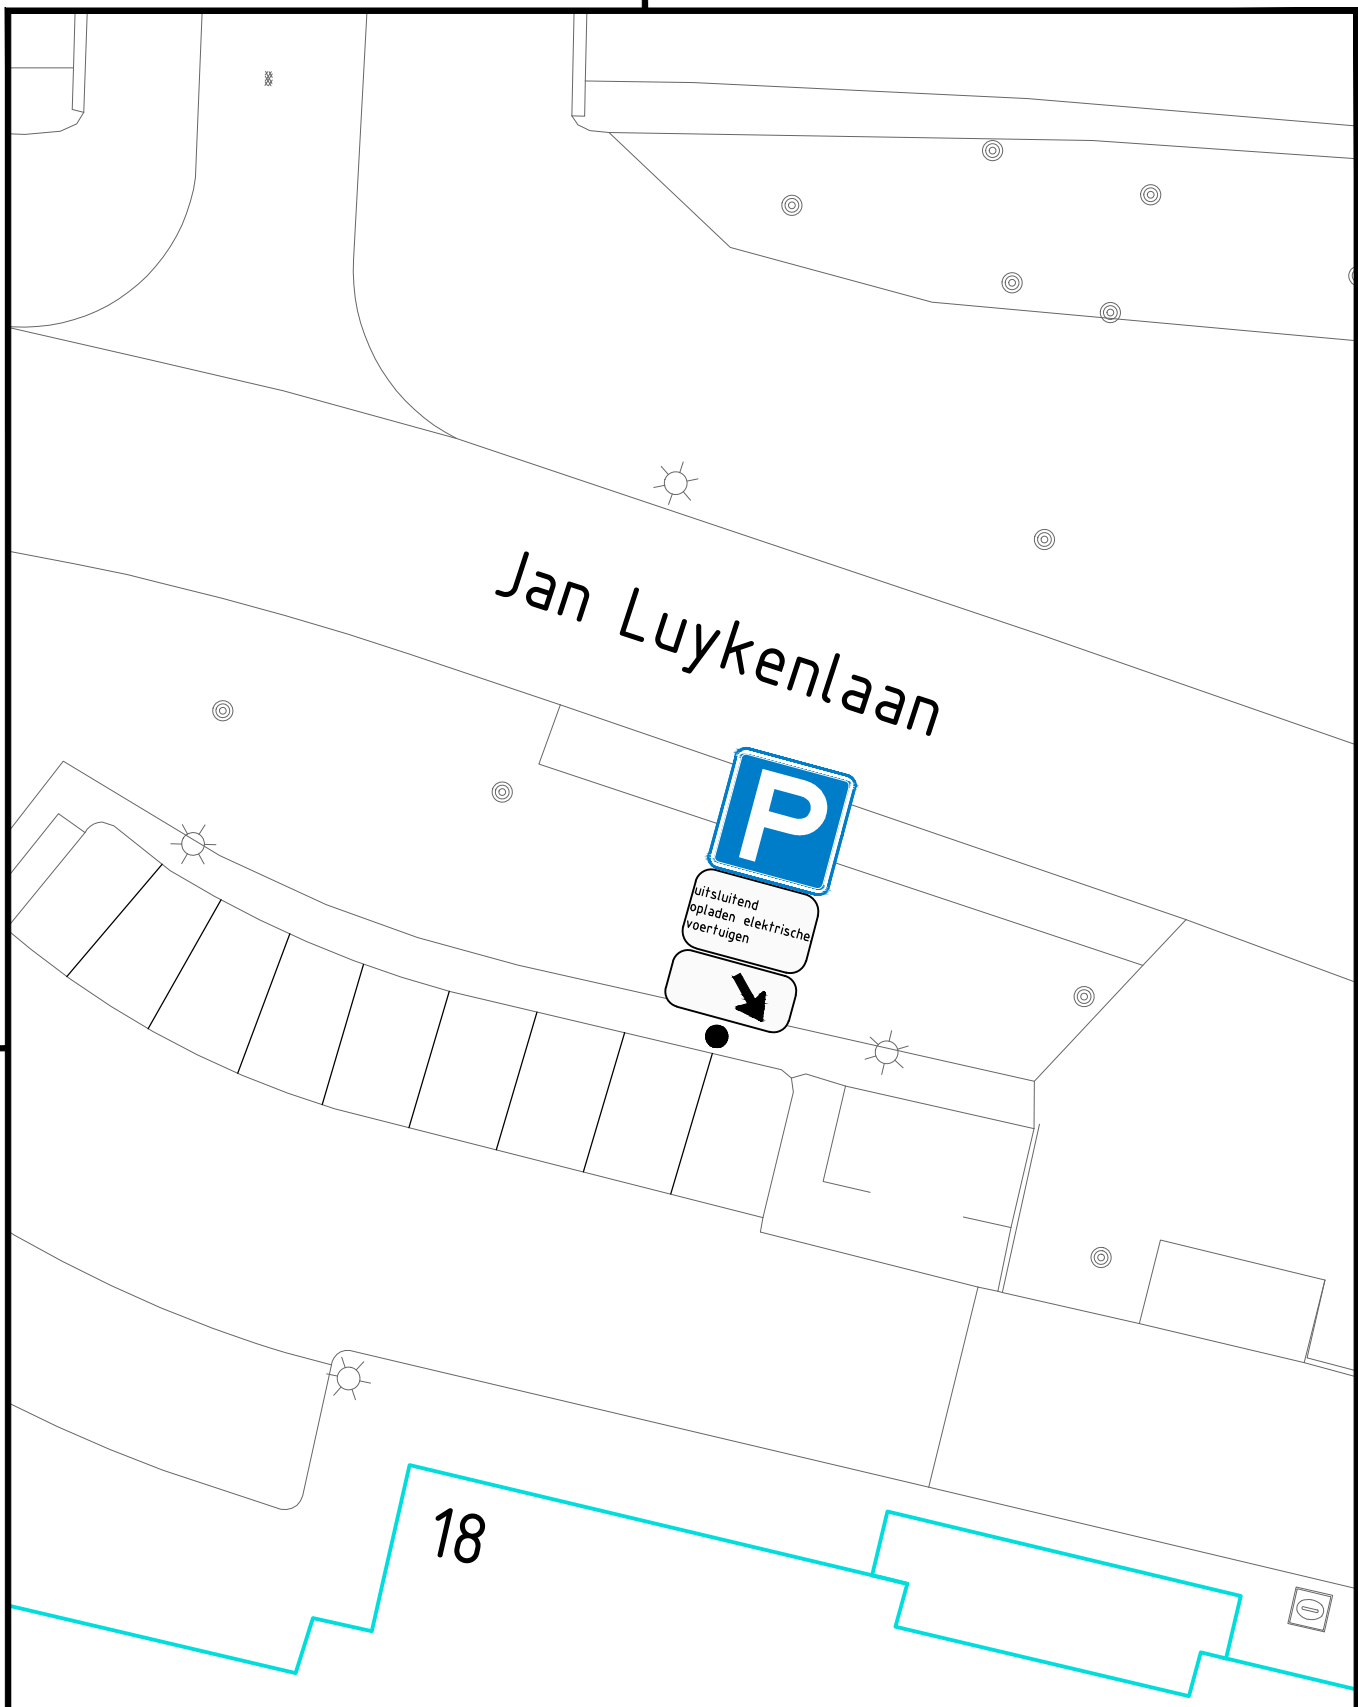 Jan Luykenlaan
P
uitsluitend
opladen elektrische
voertuigen
18